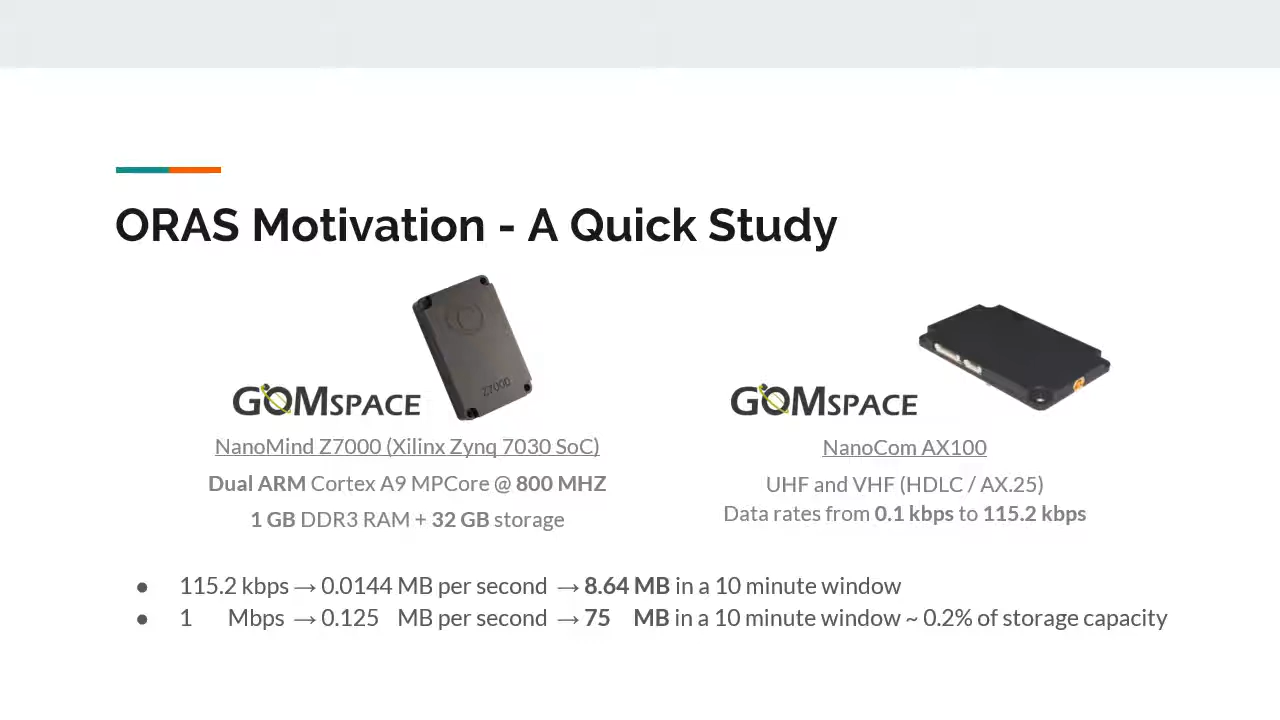 ORAS Motivation - A Quick Study
Z7000
GOMSPACE
NanoMind Z7000 (Xilinx Zynq 7030 SoC)
Dual ARM Cortex A9 MPCore @ 800 MHZ
1 GB DDR3 RAM + 32 GB storage
GOMSPACE
NanoCom AX100
UHF and VHF (HDLC / AX.25)
Data rates from 0.1 kbps to 115.2 kbps
● 115.2 kbps → 0.0144 MB per second → 8.64 MB in a 10 minute window
● 1 Mbps → 0.125 MB per second → 75 MB in a 10 minute window ~ 0.2% of storage capacity